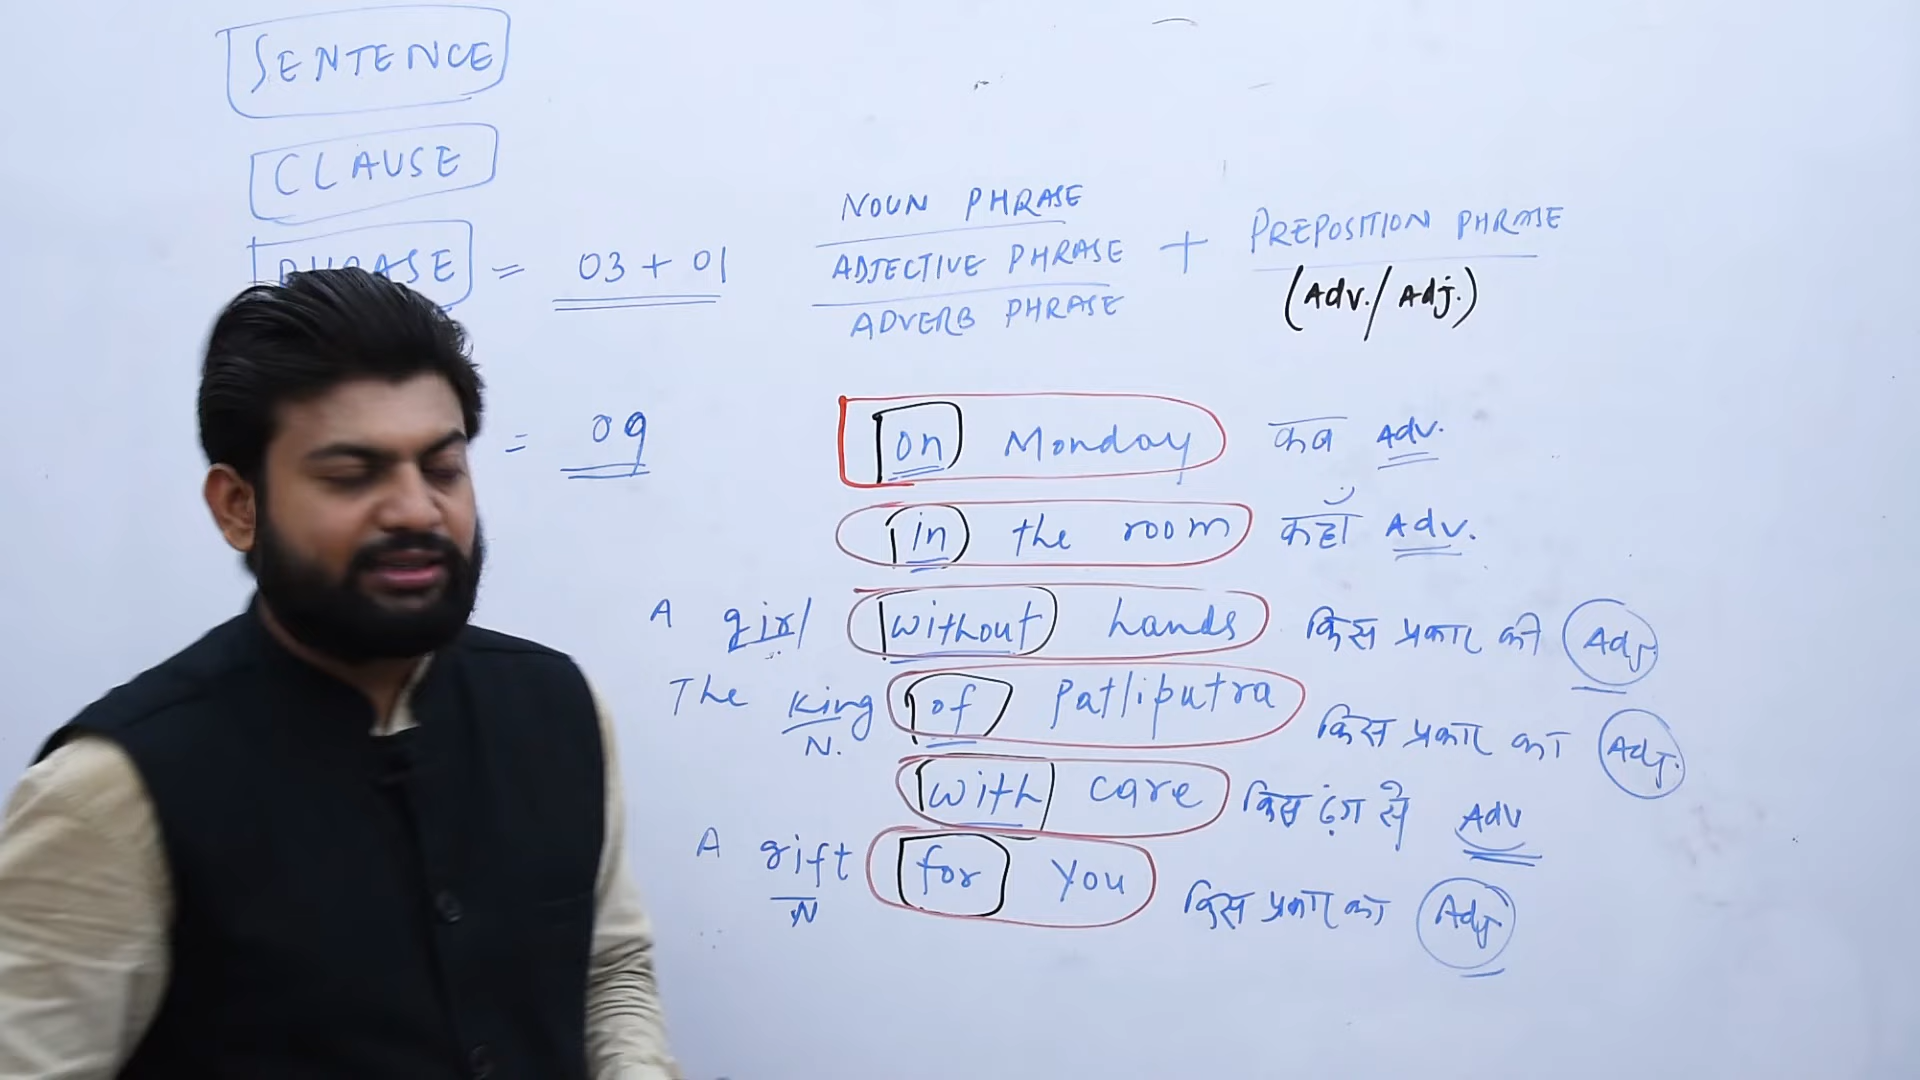 SENTENCE
CLAUSE
PHRASE = 03 + 01
NOUN PHRASE
ADJECTIVE PHRASE
ADVERB PHRASE
+ PREPOSITION PHRASE
(Adv./Adj.)
= 09
on Monday कब Adv.
in the room कहाँ Adv.
A girl without hands किस प्रकार की Adj.
The King of Patliputra किस प्रकार का Adj.
N.
with care किस ढंग से Adv
A gift for you किस प्रकार का Adj
N